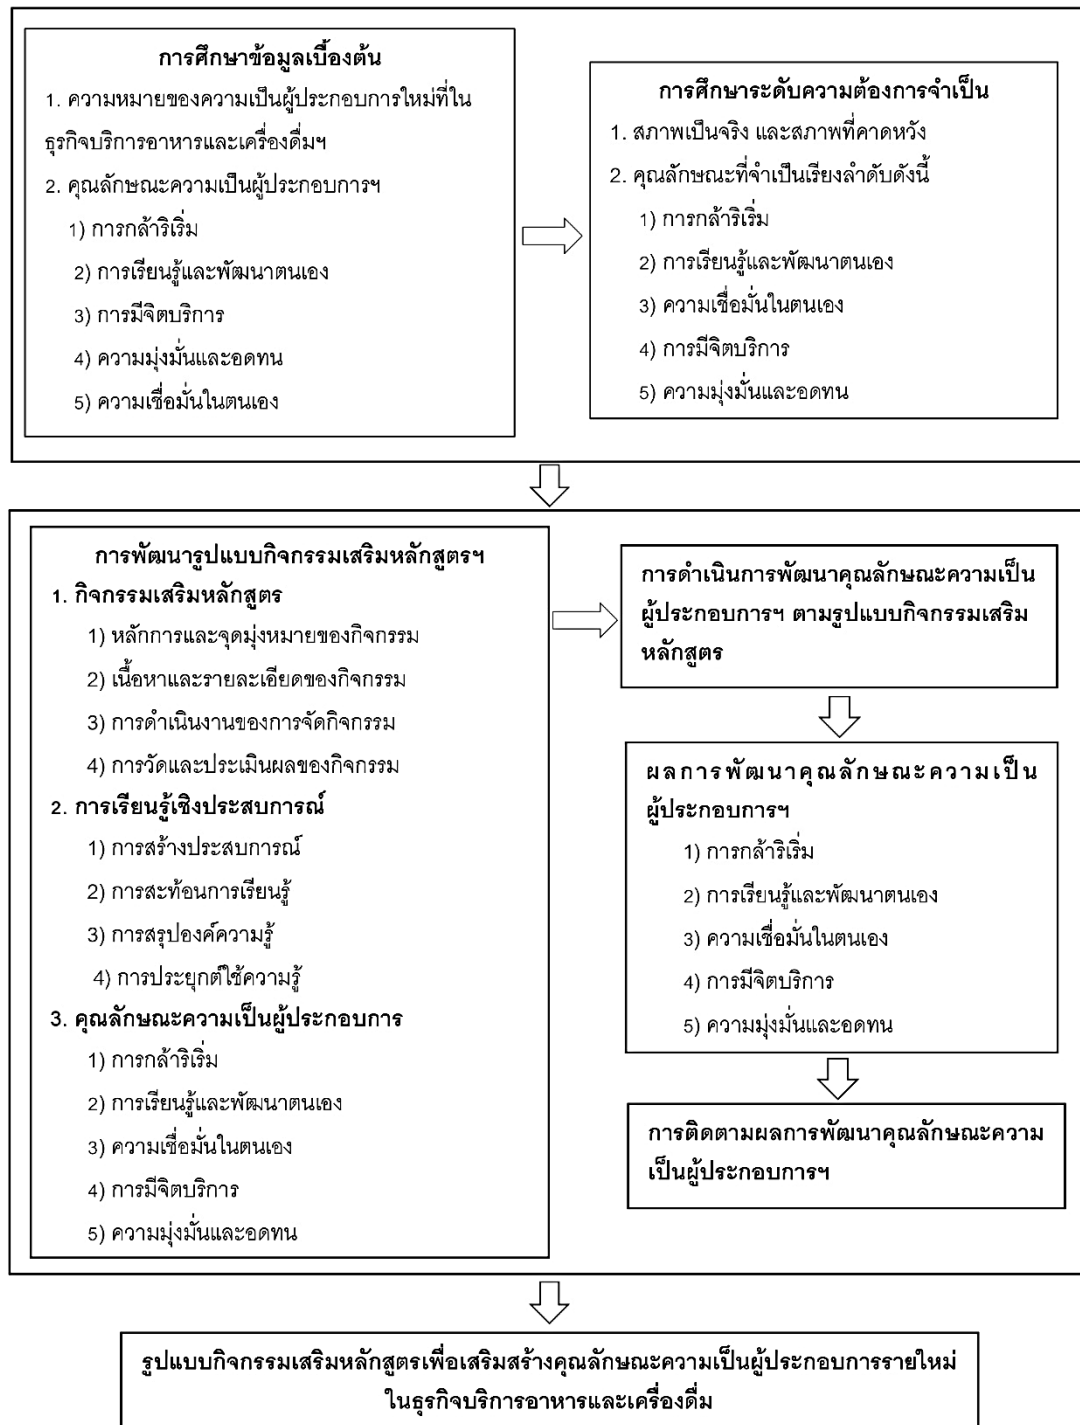 การศึกษาข้อมูลเบื้องต้น
1. ความหมายของความเป็นผู้ประกอบการใหม่ที่ใน
ธุรกิจบริการอาหารและเครื่องดื่มฯ
2. คุณลักษณะความเป็นผู้ประกอบการฯ
1) การกล้าริเริ่ม
2) การเรียนรู้และพัฒนาตนเอง
3) การมีจิตบริการ
4) ความมุ่งมั่นและอดทน
5) ความเชื่อมั่นในตนเอง
การศึกษาระดับความต้องการจำเป็น
1. สภาพเป็นจริง และสภาพที่คาดหวัง
2. คุณลักษณะที่จำเป็นเรียงลำดับดังนี้
1) การกล้าริเริ่ม
2) การเรียนรู้และพัฒนาตนเอง
3) ความเชื่อมั่นในตนเอง
4) การมีจิตบริการ
5) ความมุ่งมั่นและอดทน
การพัฒนารูปแบบกิจกรรมเสริมหลักสูตรฯ
1. กิจกรรมเสริมหลักสูตร
1) หลักการและจุดมุ่งหมายของกิจกรรม
2) เนื้อหาและรายละเอียดของกิจกรรม
3) การดำเนินงานของการจัดกิจกรรม
4) การวัดและประเมินผลของกิจกรรม
2. การเรียนรู้เชิงประสบการณ์
1) การสร้างประสบการณ์
2) การสะท้อนการเรียนรู้
3) การสรุปองค์ความรู้
4) การประยุกต์ใช้ความรู้
3. คุณลักษณะความเป็นผู้ประกอบการ
1) การกล้าริเริ่ม
2) การเรียนรู้และพัฒนาตนเอง
3) ความเชื่อมั่นในตนเอง
4) การมีจิตบริการ
5) ความมุ่งมั่นและอดทน
การดำเนินการพัฒนาคุณลักษณะความเป็น
ผู้ประกอบการฯ ตามรูปแบบกิจกรรมเสริม
หลักสูตร
ผลการพัฒนาคุณลักษณะความเป็น
ผู้ประกอบการฯ
1) การกล้าริเริ่ม
2) การเรียนรู้และพัฒนาตนเอง
3) ความเชื่อมั่นในตนเอง
4) การมีจิตบริการ
5) ความมุ่งมั่นและอดทน
การติดตามผลการพัฒนาคุณลักษณะความ
เป็นผู้ประกอบการฯ
รูปแบบกิจกรรมเสริมหลักสูตรเพื่อเสริมสร้างคุณลักษณะความเป็นผู้ประกอบการรายใหม่
ในธุรกิจบริการอาหารและเครื่องดื่ม